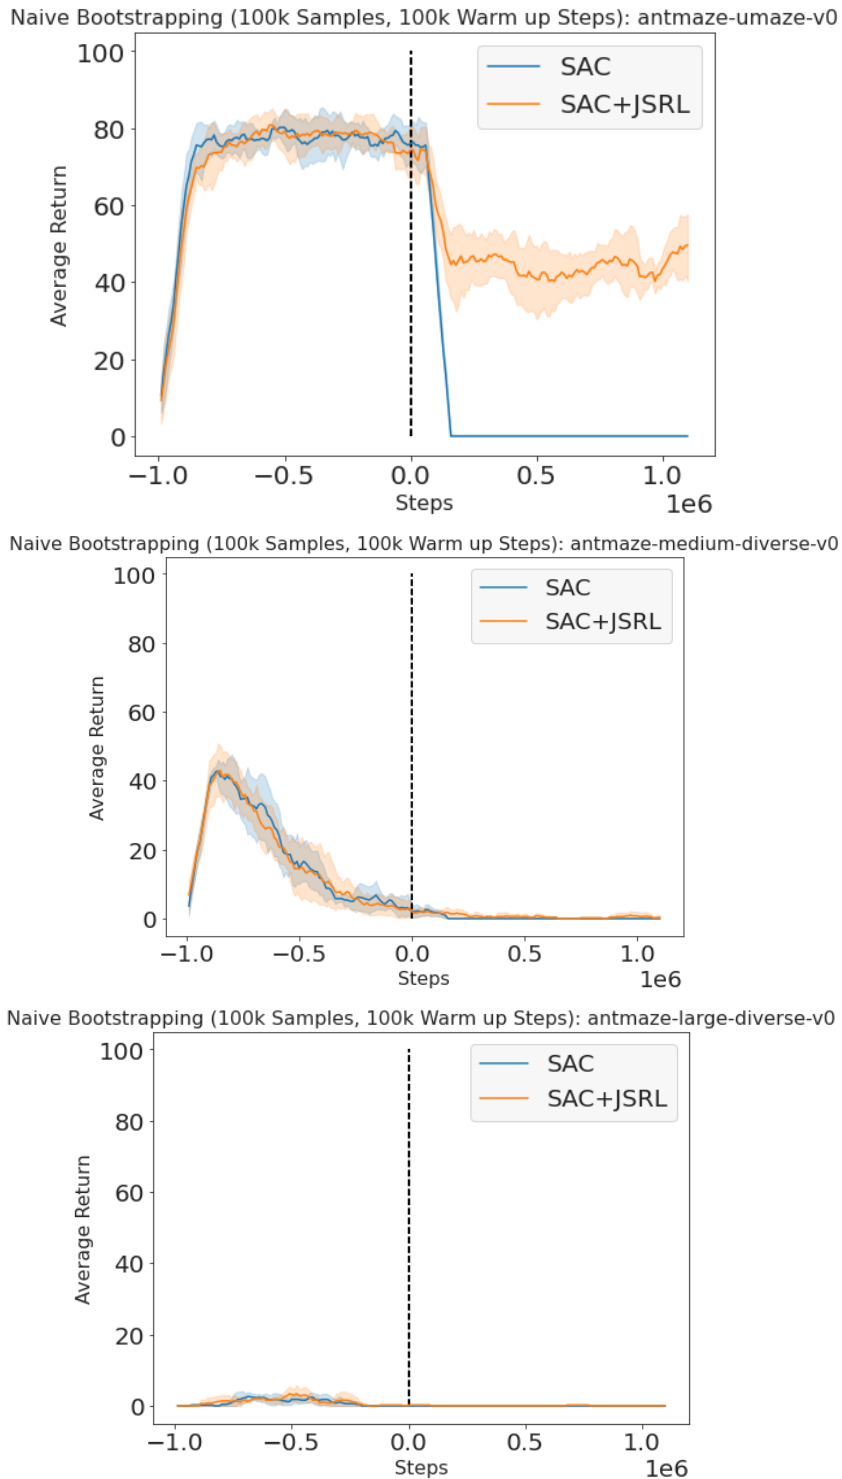 Naive Bootstrapping (100k Samples, 100k Warm up Steps): antmaze-umaze-v0
100
80
60
40
20
0
Average Return
SAC
SAC+JSRL
−1.0 −0.5 0.0 0.5 1.0
Steps
1e6
Naive Bootstrapping (100k Samples, 100k Warm up Steps): antmaze-medium-diverse-v0
100
80
60
40
20
0
Average Return
SAC
SAC+JSRL
−1.0 −0.5 0.0 0.5 1.0
Steps
1e6
Naive Bootstrapping (100k Samples, 100k Warm up Steps): antmaze-large-diverse-v0
100
80
60
40
20
0
Average Return
SAC
SAC+JSRL
−1.0 −0.5 0.0 0.5 1.0
Steps
1e6